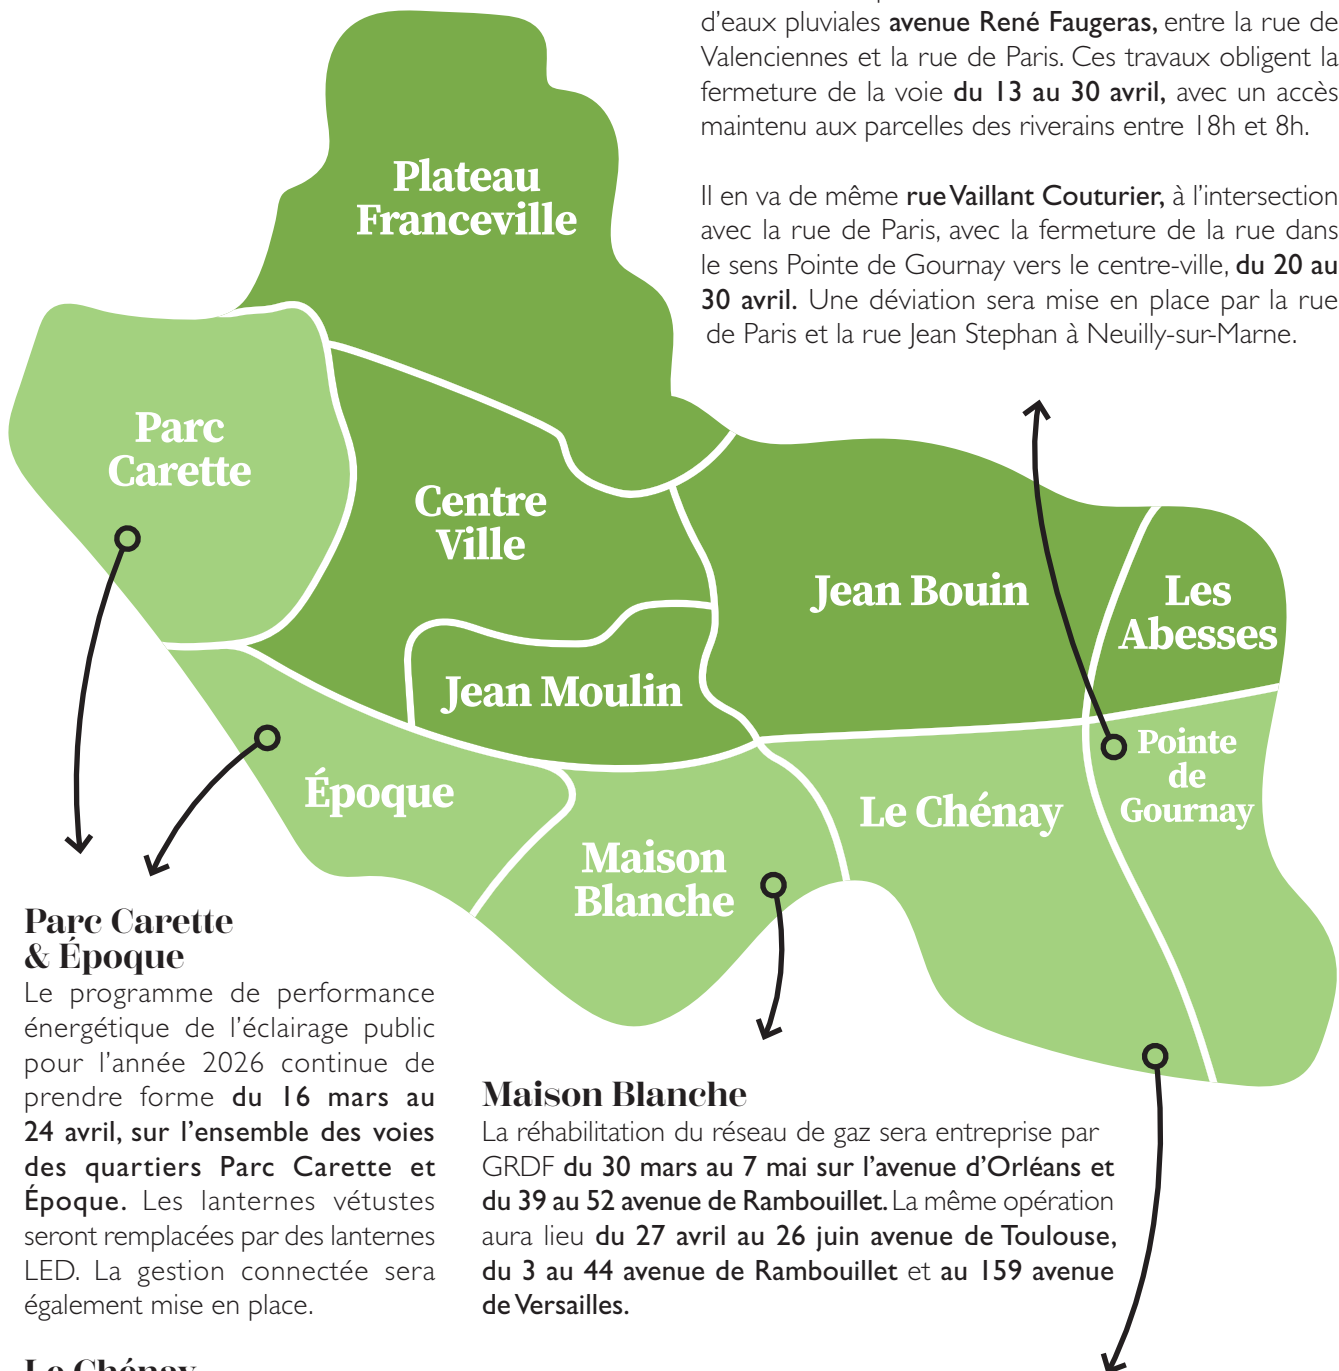 d'eaux pluviales avenue René Faugeras, entre la rue de
Valenciennes et la rue de Paris. Ces travaux obligent la
fermeture de la voie du 13 au 30 avril, avec un accès
maintenu aux parcelles des riverains entre 18h et 8h.
Il en va de même rue Vaillant Couturier, à l'intersection
avec la rue de Paris, avec la fermeture de la rue dans
le sens Pointe de Gournay vers le centre-ville, du 20 au
30 avril. Une déviation sera mise en place par la rue
de Paris et la rue Jean Stephan à Neuilly-sur-Marne.
Plateau
Franceville
Parc
Carette
Centre
Ville
Jean Bouin
Les
Abesses
Jean Moulin
Pointe
de
Gournay
Époque
Le Chénay
Maison
Blanche
Parc Carette
& Époque
Le programme de performance
énergétique de l'éclairage public
pour l'année 2026 continue de
prendre forme du 16 mars au
24 avril, sur l'ensemble des voies
des quartiers Parc Carette et
Époque. Les lanternes vétustes
seront remplacées par des lanternes
LED. La gestion connectée sera
également mise en place.
Maison Blanche
La réhabilitation du réseau de gaz sera entreprise par
GRDF du 30 mars au 7 mai sur l'avenue d'Orléans et
du 39 au 52 avenue de Rambouillet. La même opération
aura lieu du 27 avril au 26 juin avenue de Toulouse,
du 3 au 44 avenue de Rambouillet et au 159 avenue
de Versailles.
Le Chénay